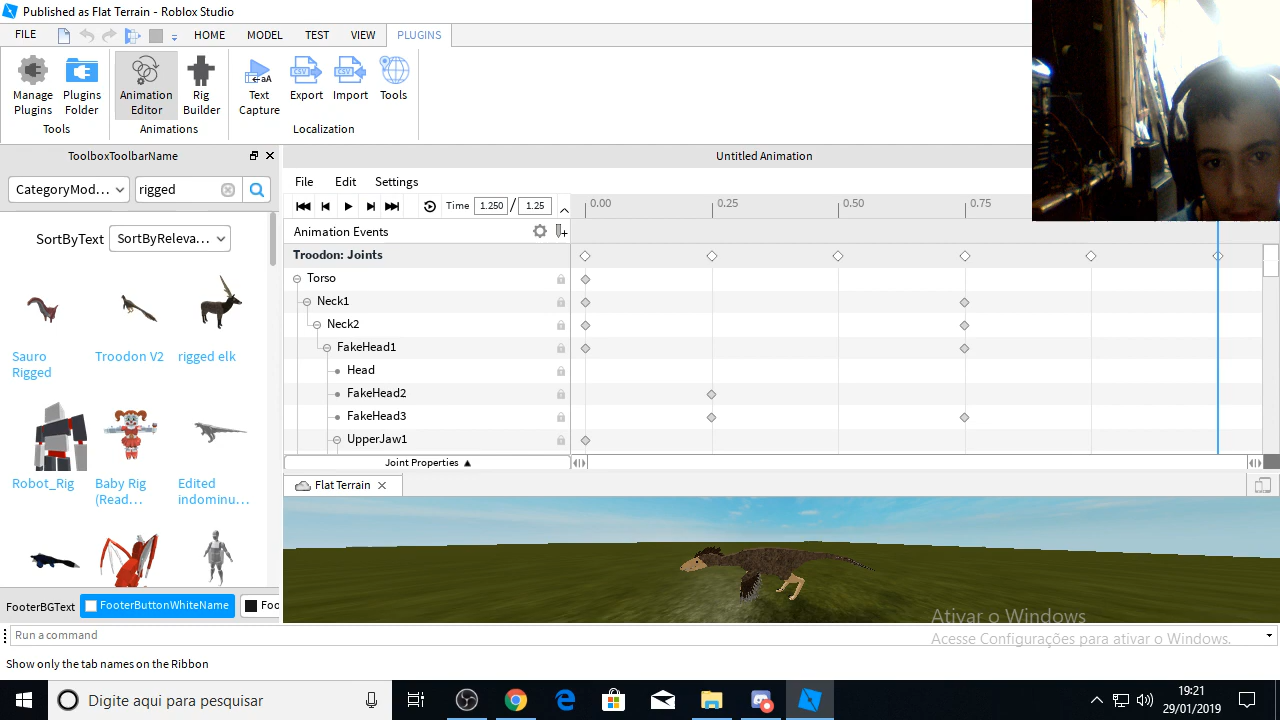 Published as Flat Terrain - Roblox Studio
FILE HOME MODEL TEST VIEW PLUGINS
Manage Plugins
Plugins Folder
Animation Editor
Rig Builder
Text Capture
Export
Import
Tools
Tools
Animations
Localization
ToolboxToolbarName
CategoryMod...
rigged
SortByText
SortByReleva...
Sauro Rigged
Troodon V2
rigged elk
Robot_Rig
Baby Rig (Read...
Edited indominu...
FooterBGText
FooterButtonWhiteName
Foo
Untitled Animation
File Edit Settings
Time 1.250 / 1.25
0.00 0.25 0.50 0.75
Animation Events
Troodon: Joints
Torso
Neck1
Neck2
FakeHead1
Head
FakeHead2
FakeHead3
UpperJaw1
Joint Properties ▲
Flat Terrain
Ativar o Windows
Acesse Configurações para ativar o Windows.
Run a command
Show only the tab names on the Ribbon
Digite aqui para pesquisar
19:21
29/01/2019